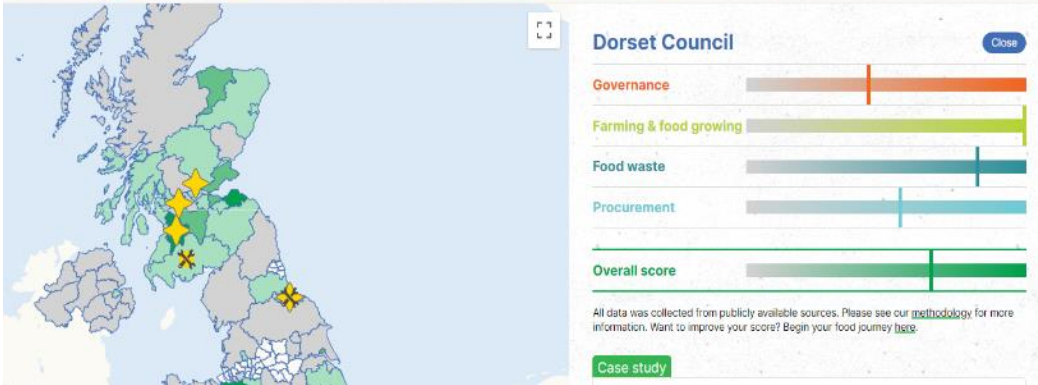 Dorset Council
Close
Governance
Farming & food growing
Food waste
Procurement
Overall score
All data was collected from publicly available sources. Please see our methodology for more
information. Want to improve your score? Begin your food journey here.
Case study